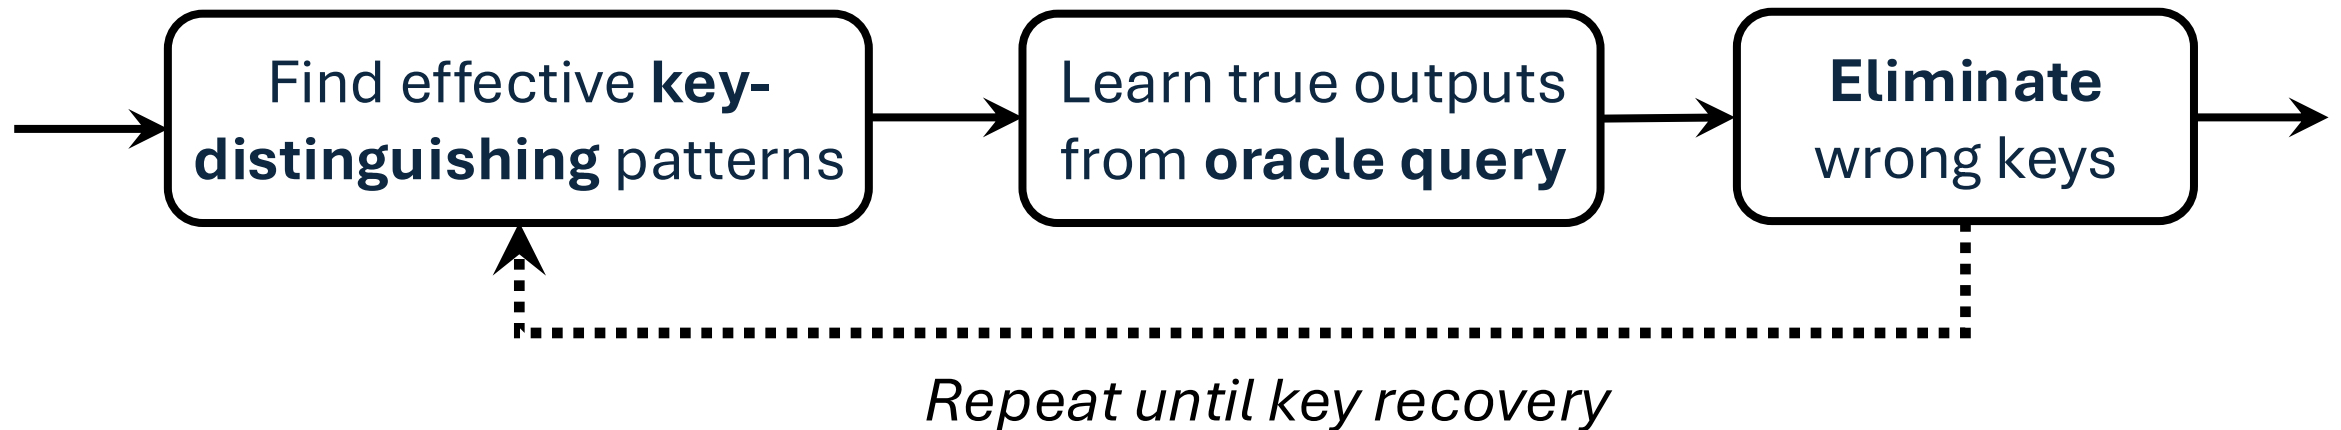 Find effective key-
distinguishing patterns
Learn true outputs
from oracle query
Eliminate
wrong keys
Repeat until key recovery